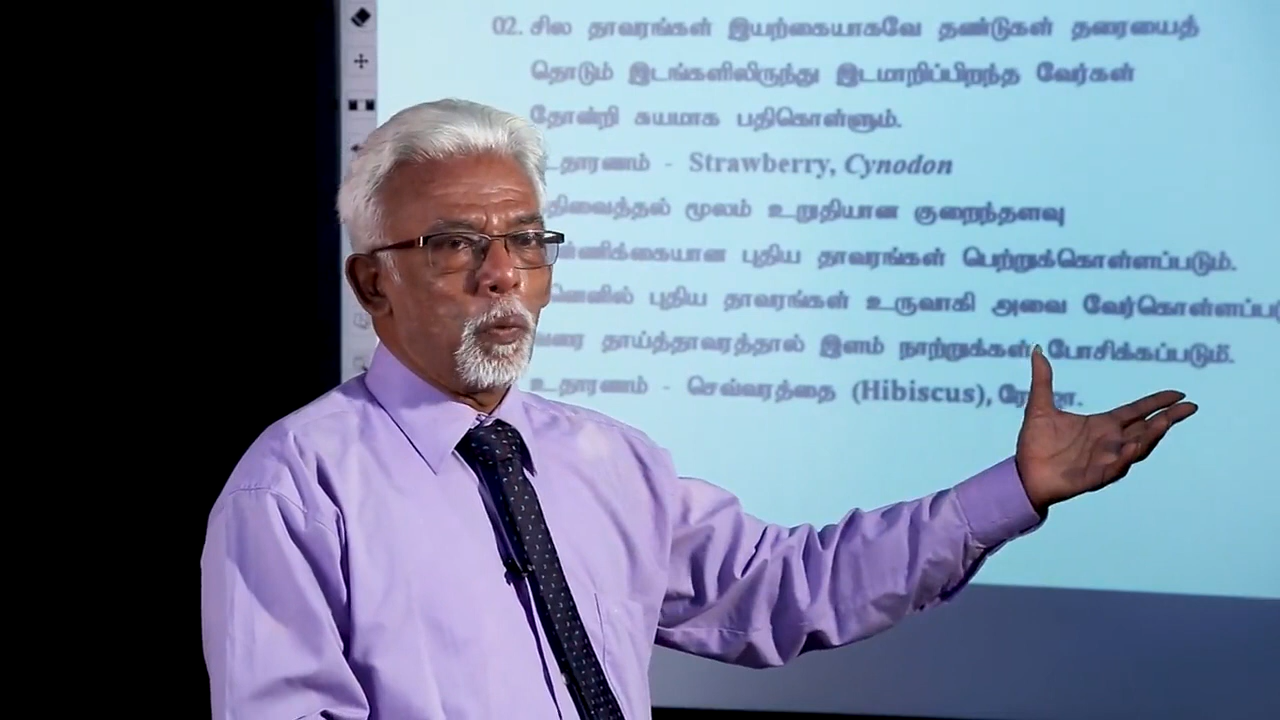 02. சில தாவரங்கள் இயற்கையாகவே தண்டுகள் தரையைத்
தொடும் இடங்களிலிருந்து இடமாறிப்பிறந்த வேர்கள்
தோன்றி சுயமாக பதிகொள்ளும்.
- Strawberry, Cynodon
மூலம் உறுதியான குறைந்தளவு
புதிய தாவரங்கள் பெற்றுக்கொள்ளப்படும்.
புதிய தாவரங்கள் உருவாகி அவை
தாய்த்தாவரத்தால் இளம் நாற்றுக்கள் போசிக்கப்படும்.
உதாரணம் - செவ்வரத்தை (Hibiscus),